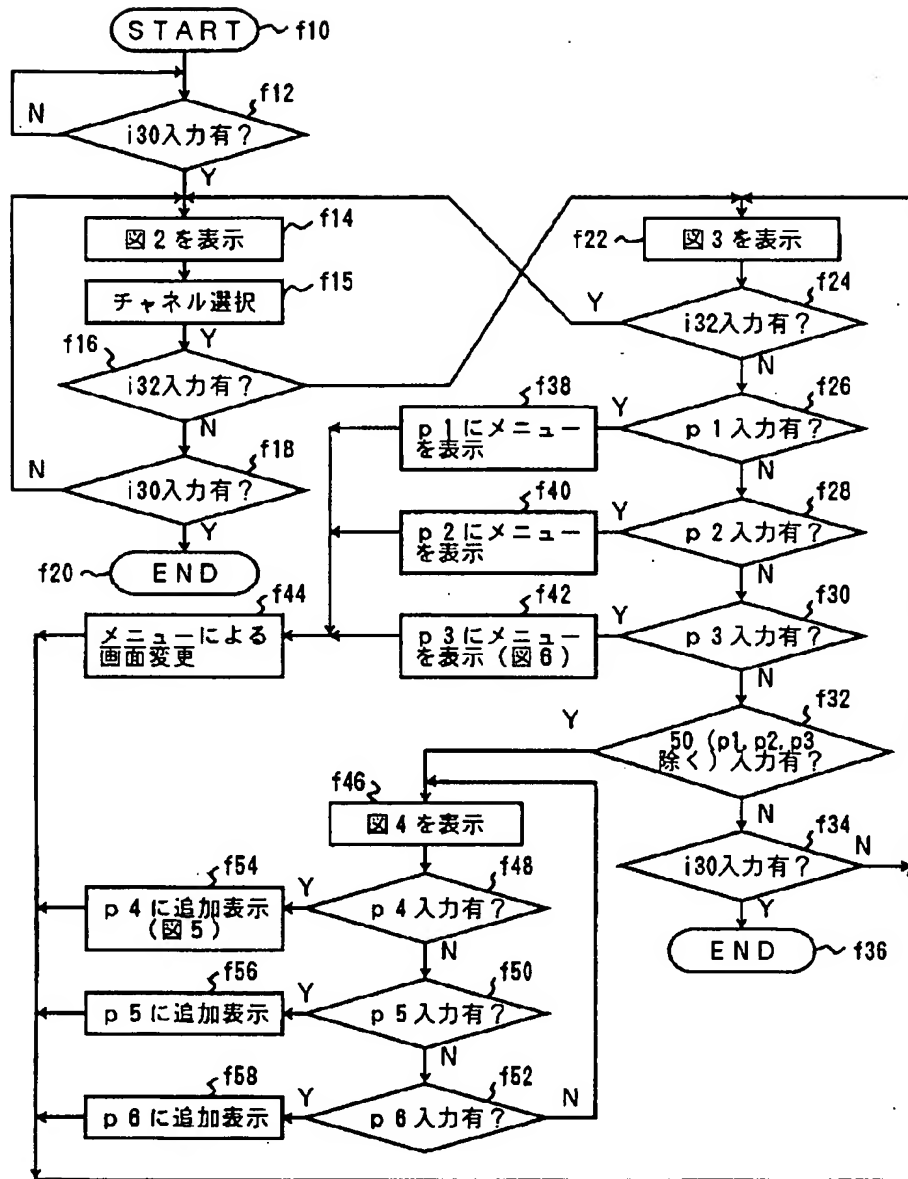 START
f10
f12
N
i30入力有?
Y
f14
図2を表示
f15
チャネル選択
Y
f16
i32入力有?
N
f18
N
i30入力有?
Y
f20
END
f22
図3を表示
f24
Y
i32入力有?
N
f26
Y
p1入力有?
N
f38
p1にメニュー
を表示
f28
Y
p2入力有?
N
f40
p2にメニュー
を表示
f30
Y
p3入力有?
N
f42
p3にメニュー
を表示(図6)
f44
メニューによる
画面変更
f32
Y
50(p1,p2,p3
除く)入力有?
N
f34
i30入力有?
N
Y
END
f36
f46
図4を表示
f48
Y
p4入力有?
N
f54
p4に追加表示
(図5)
f50
Y
p5入力有?
N
f56
p5に追加表示
f52
Y
p6入力有?
N
f58
p6に追加表示